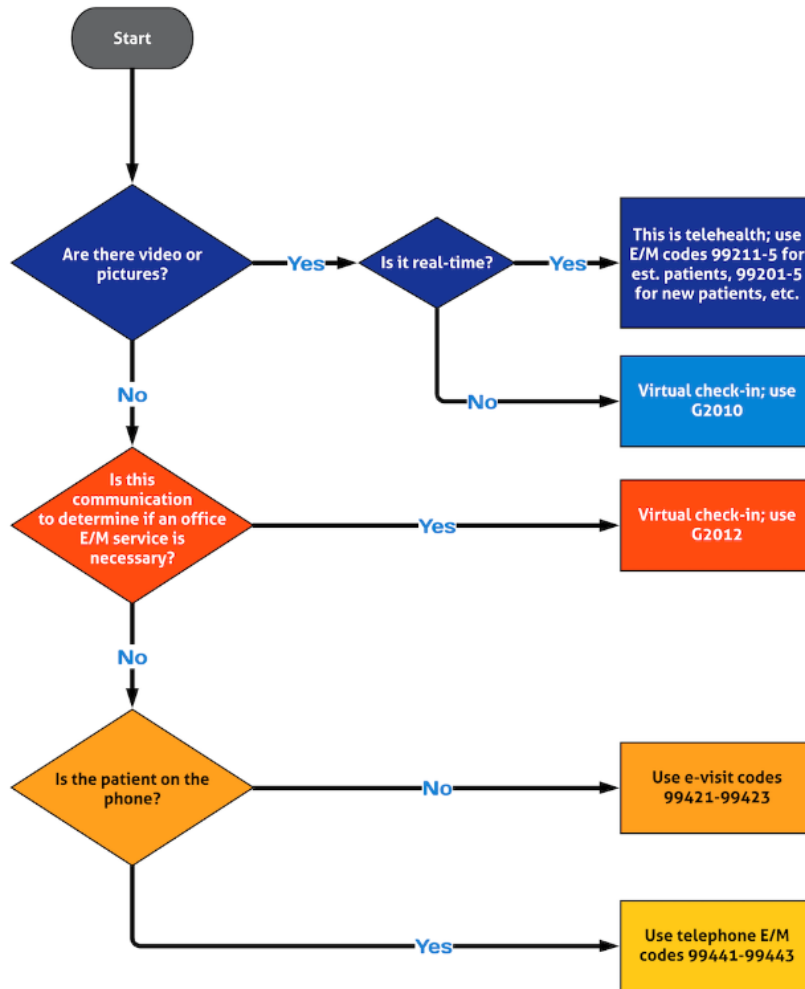 Start
Are there video or
pictures?
Yes
Is it real-time?
Yes
This is telehealth; use
E/M codes 99211-5 for
est. patients, 99201-5
for new patients, etc.
No
No
Virtual check-in; use
G2010
Is this
communication
to determine if an office
E/M service is
necessary?
Yes
Virtual check-in; use
G2012
No
Is the patient on the
phone?
No
Use e-visit codes
99421-99423
Yes
Use telephone E/M
codes 99441-99443